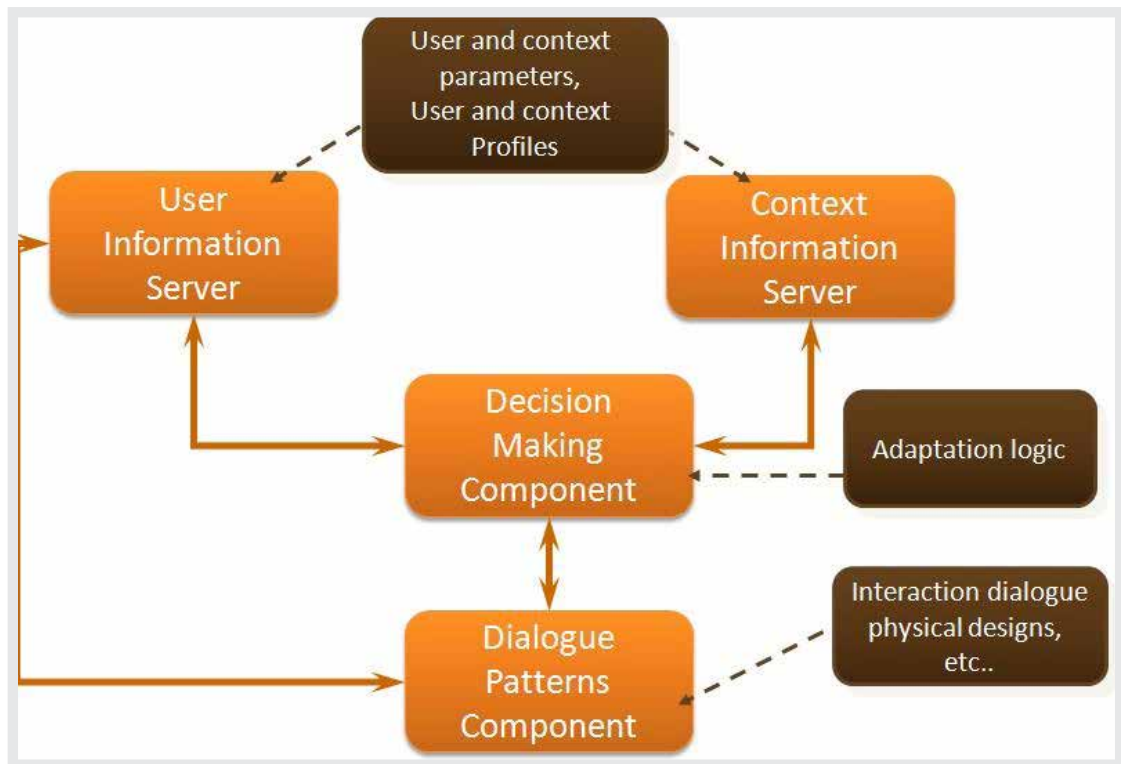 User and context
parameters,
User and context
Profiles
User
Information
Server
Context
Information
Server
Decision
Making
Component
Adaptation logic
Dialogue
Patterns
Component
Interaction dialogue
physical designs,
etc..